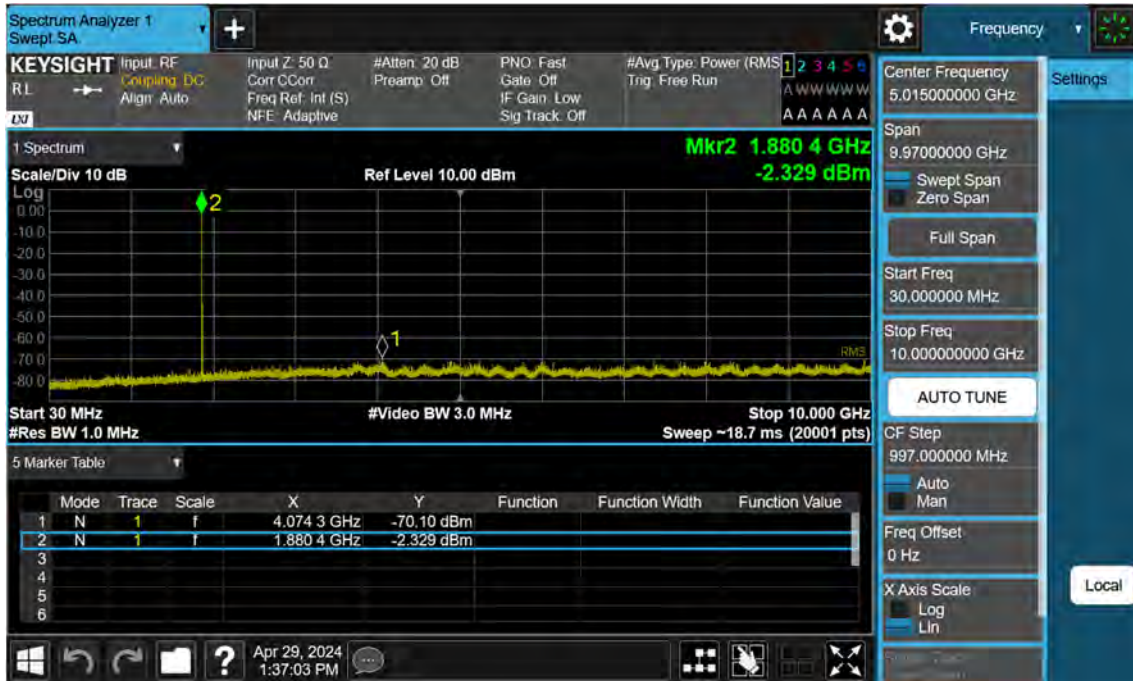 Spectrum Analyzer 1
Swept SA
Frequency
KEYSIGHT
RL
LXI
Input: RF
Coupling: DC
Align: Auto
Input Z: 50 Ω
Corr CCorr
Freq Ref: Int (S)
NFE: Adaptive
#Atten: 20 dB
Preamp: Off
PNO: Fast
Gate: Off
IF Gain: Low
Sig Track: Off
#Avg Type: Power (RMS
Trig: Free Run
1 2 3 4 5 6
A W W W W W
A A A A A A
1 Spectrum
Scale/Div 10 dB
Ref Level 10.00 dBm
Mkr2 1.880 4 GHz
-2.329 dBm
Log
0.00
-10.0
-20.0
-30.0
-40.0
-50.0
-60.0
-70.0
-80.0
2
1
RMS
Start 30 MHz
#Video BW 3.0 MHz
Stop 10.000 GHz
#Res BW 1.0 MHz
Sweep ~18.7 ms (20001 pts)
5 Marker Table
Mode Trace Scale X Y Function Function Width Function Value
1 N 1 f 4.074 3 GHz -70.10 dBm
2 N 1 f 1.880 4 GHz -2.329 dBm
3
4
5
6
Apr 29, 2024
1:37:03 PM
Center Frequency
5.015000000 GHz
Span
9.97000000 GHz
Swept Span
Zero Span
Full Span
Start Freq
30.000000 MHz
Stop Freq
10.000000000 GHz
AUTO TUNE
CF Step
997.000000 MHz
Auto
Man
Freq Offset
0 Hz
X Axis Scale
Log
Lin
Settings
Local